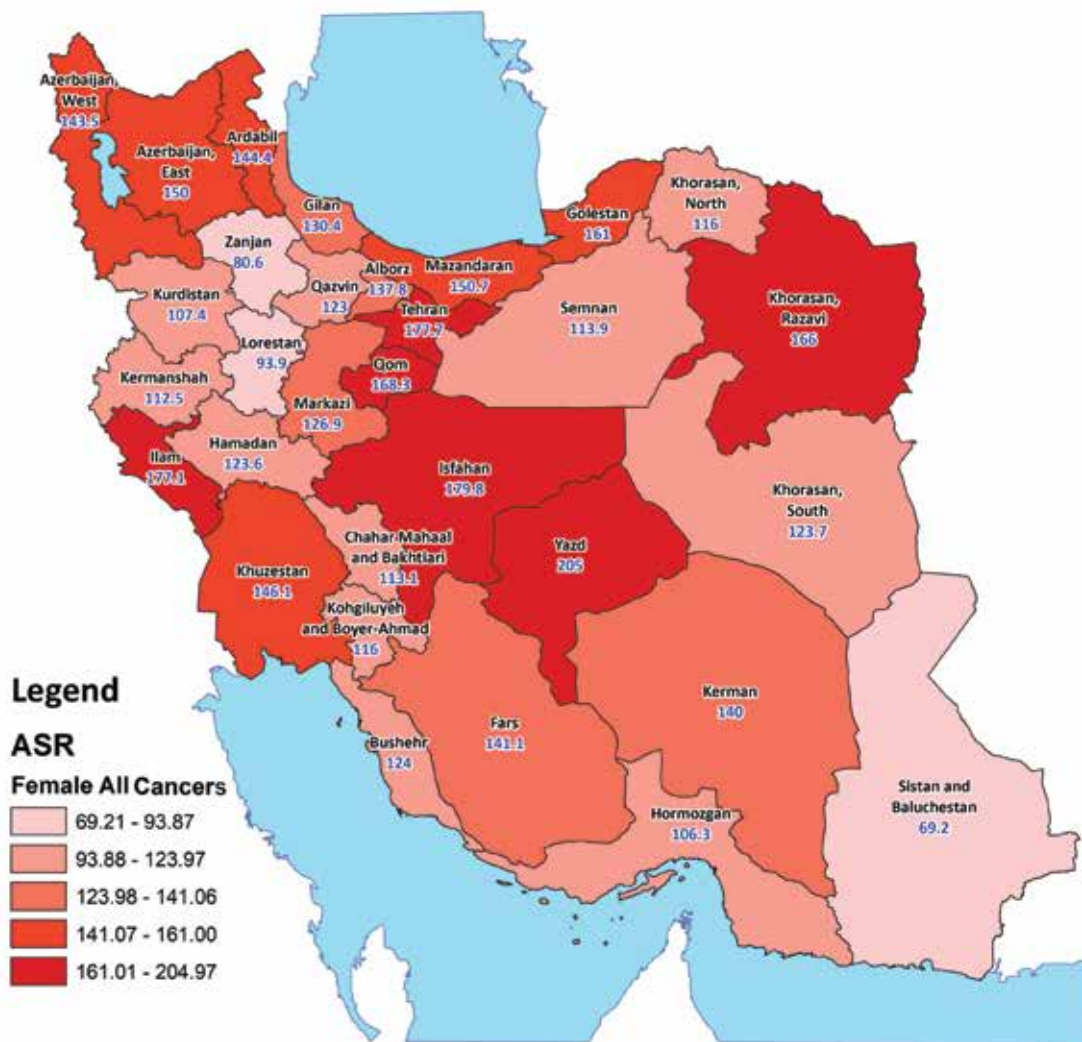 Azerbaijan,
West
143.5
Azerbaijan,
East
150
Ardabil
144.4
Gilan
130.4
Zanjan
80.6
Kurdistan
107.4
Qazvin
123
Alborz
137.8
Mazandaran
150.7
Tehran
177.7
Golestan
161
Khorasan,
North
116
Khorasan,
Razavi
166
Semnan
113.9
Lorestan
93.9
Kermanshah
112.5
Qom
168.3
Markazi
126.9
Hamadan
123.6
Ilam
177.1
Isfahan
179.8
Khorasan,
South
123.7
Yazd
205
Chahar-Mahaal
and Bakhtiari
113.1
Khuzestan
146.1
Kohgiluyeh
and Boyer-Ahmad
116
Kerman
140
Fars
141.1
Bushehr
124
Hormozgan
106.3
Sistan and
Baluchestan
69.2
Legend
ASR
Female All Cancers
69.21 - 93.87
93.88 - 123.97
123.98 - 141.06
141.07 - 161.00
161.01 - 204.97